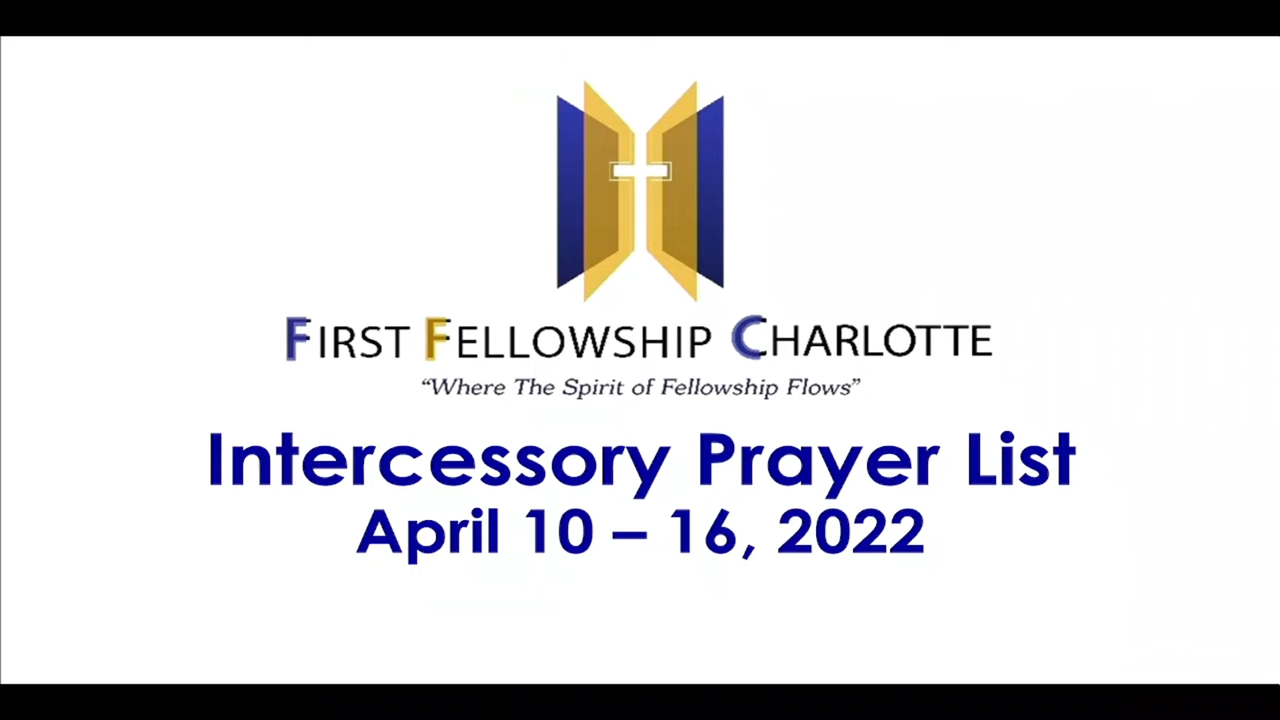 FIRST FELLOWSHIP CHARLOTTE
“Where The Spirit of Fellowship Flows”
Intercessory Prayer List
April 10 – 16, 2022